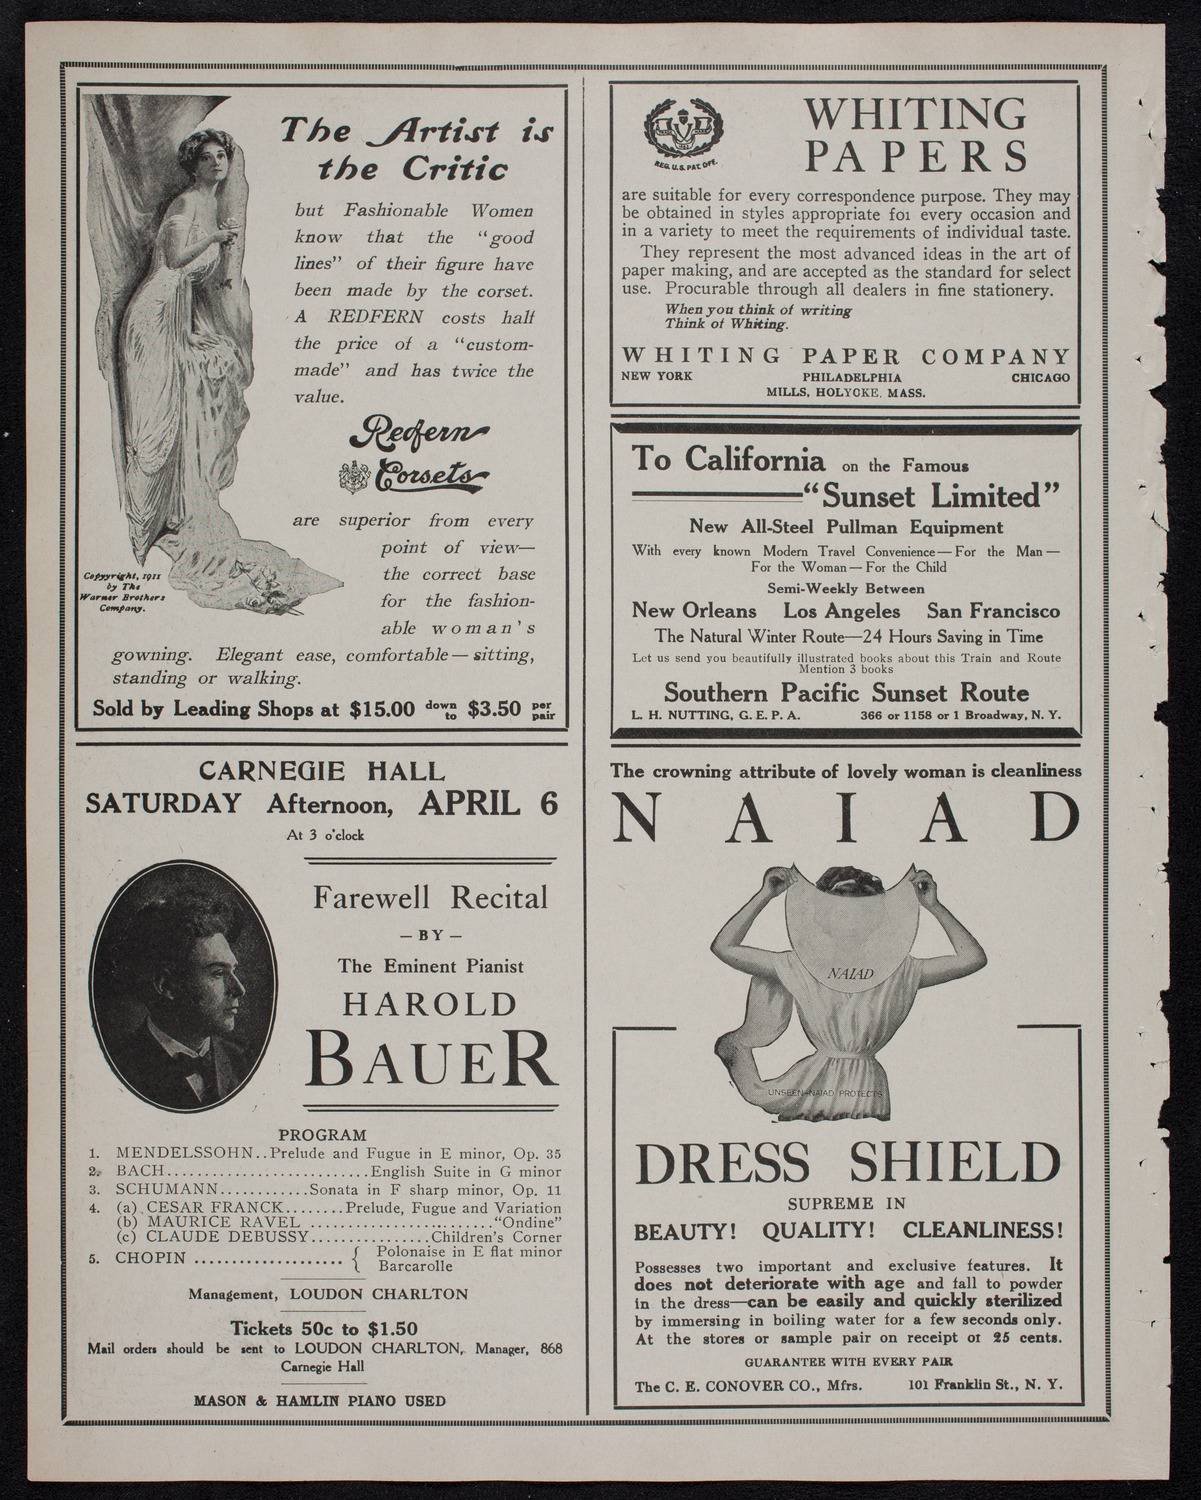 The Artist is
the Critic
but Fashionable Women
know that the "good
lines" of their figure have
been made by the corset.
A REDFERN costs half
the price of a "custom-
made" and has twice the
value.
Redfern
Corsets
are superior from every
point of view—
the correct base
for the fashion-
able woman's
gowning. Elegant ease, comfortable—sitting,
standing or walking.
Copyright, 1911
by The
Warner Brothers
Company.
Sold by Leading Shops at $15.00 down to $3.50 per pair
CARNEGIE HALL
SATURDAY Afternoon, APRIL 6
At 3 o'clock
Farewell Recital
— BY —
The Eminent Pianist
HAROLD
BAUER
PROGRAM
1. MENDELSSOHN..Prelude and Fugue in E minor, Op. 35
2. BACH...........................English Suite in G minor
3. SCHUMANN............Sonata in F sharp minor, Op. 11
4. (a) CESAR FRANCK........Prelude, Fugue and Variation
(b) MAURICE RAVEL ........................"Ondine"
(c) CLAUDE DEBUSSY...............Children's Corner
5. CHOPIN .................... { Polonaise in E flat minor
Barcarolle
Management, LOUDON CHARLTON
Tickets 50c to $1.50
Mail orders should be sent to LOUDON CHARLTON, Manager, 868
Carnegie Hall
MASON & HAMLIN PIANO USED
REG. U.S. PAT. OFF.
WHITING
PAPERS
are suitable for every correspondence purpose. They may
be obtained in styles appropriate for every occasion and
in a variety to meet the requirements of individual taste.
They represent the most advanced ideas in the art of
paper making, and are accepted as the standard for select
use. Procurable through all dealers in fine stationery.
When you think of writing
Think of Whiting.
WHITING PAPER COMPANY
NEW YORK PHILADELPHIA CHICAGO
MILLS, HOLYOKE, MASS.
To California on the Famous
"Sunset Limited"
New All-Steel Pullman Equipment
With every known Modern Travel Convenience—For the Man—
For the Woman—For the Child
Semi-Weekly Between
New Orleans Los Angeles San Francisco
The Natural Winter Route—24 Hours Saving in Time
Let us send you beautifully illustrated books about this Train and Route
Mention 3 books
Southern Pacific Sunset Route
L. H. NUTTING, G. E. P. A. 366 or 1158 or 1 Broadway, N. Y.
The crowning attribute of lovely woman is cleanliness
NAIAD
NAIAD
UNSEEN-NAIAD PROTECTS
DRESS SHIELD
SUPREME IN
BEAUTY! QUALITY! CLEANLINESS!
Possesses two important and exclusive features. It
does not deteriorate with age and fall to powder
in the dress—can be easily and quickly sterilized
by immersing in boiling water for a few seconds only.
At the stores or sample pair on receipt of 25 cents.
GUARANTEE WITH EVERY PAIR
The C. E. CONOVER CO., Mfrs. 101 Franklin St., N. Y.